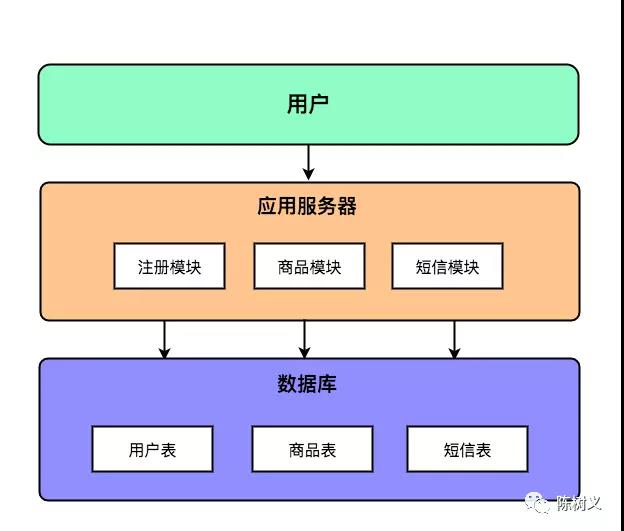 用户
应用服务器
注册模块
商品模块
短信模块
数据库
用户表
商品表
短信表
陈树义